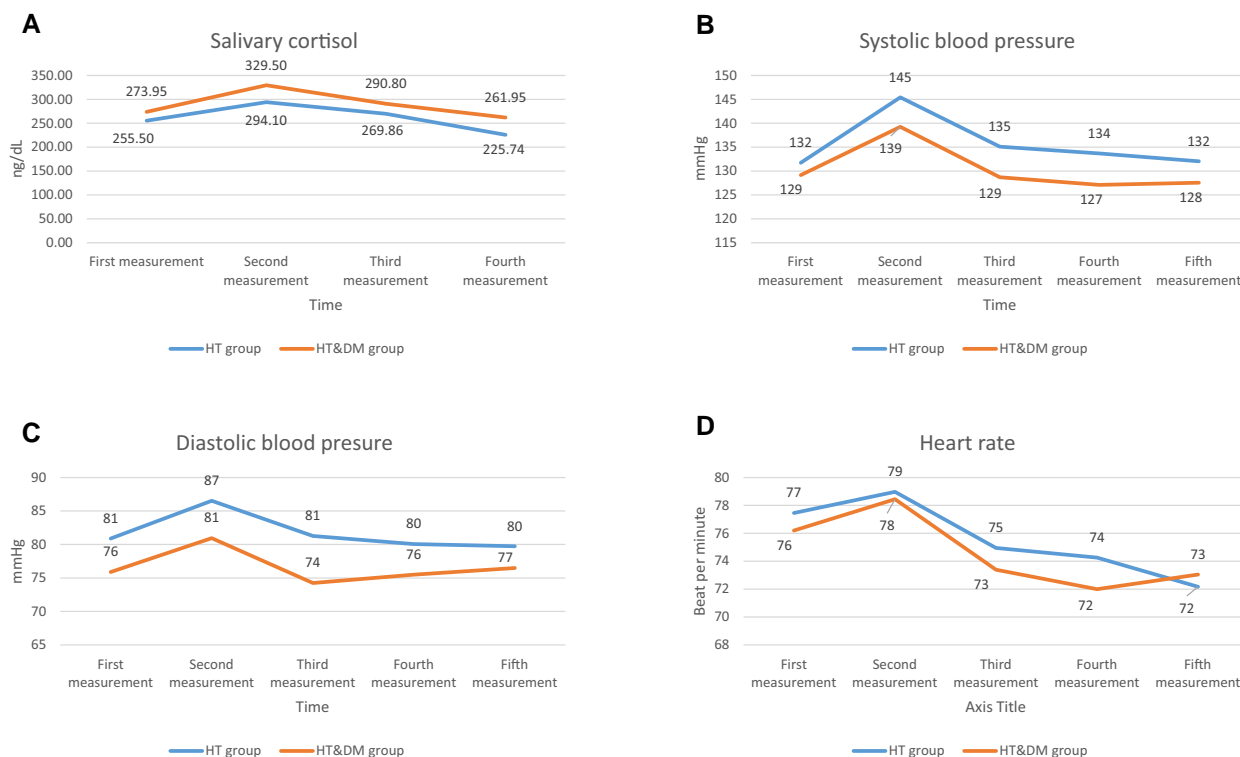 A
Salivary cortisol
350.00
300.00
250.00
200.00
150.00
100.00
50.00
0.00
ng/dL
273.95
329.50
290.80
261.95
255.50
294.10
269.86
225.74
First measurement
Second
measurement
Third
measurement
Fourth
measurement
Time
HT group
HT&DM group
B
Systolic blood pressure
150
145
140
135
130
125
120
115
mmHg
132
145
135
134
132
129
139
129
127
128
First
measurement
Second
measurement
Third
measurement
Fourth
measurement
Fifth
measurement
Time
HT group
HT&DM group
C
Diastolic blood presure
90
85
80
75
70
65
mmHg
81
87
81
80
80
76
81
74
76
77
First
measurement
Second
measurement
Third
measurement
Fourth
measurement
Fifth
measurement
Time
HT group
HT&DM group
D
Heart rate
80
78
76
74
72
70
68
Beat per minute
77
79
75
74
73
76
78
73
72
72
First
measurement
Second
measurement
Third
measurement
Fourth
measurement
Fifth
measurement
Axis Title
HT group
HT&DM group